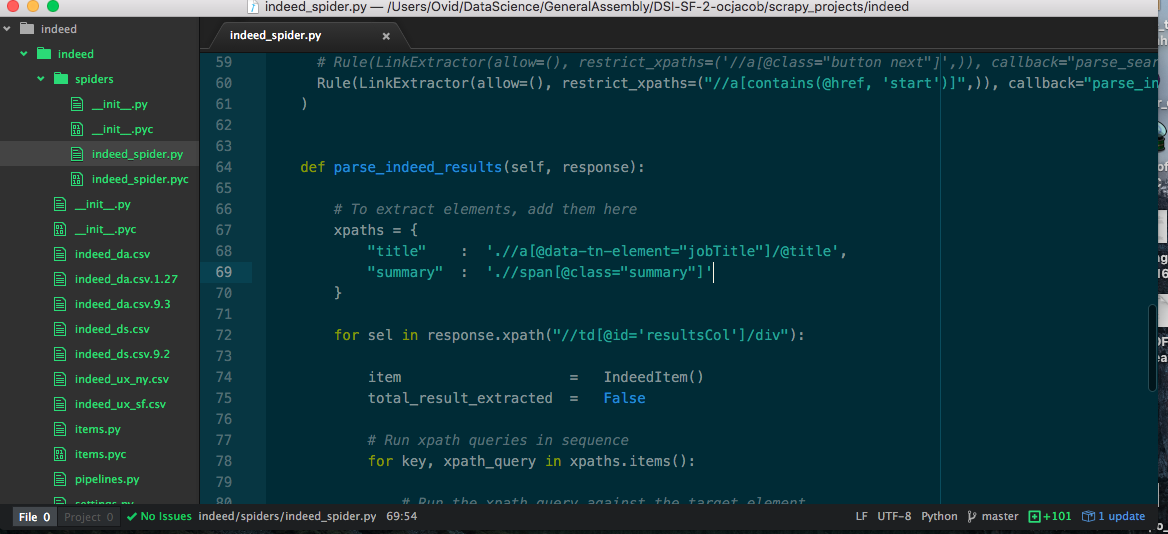 indeed_spider.py — /Users/Ovid/DataScience/GeneralAssembly/DSI-SF-2-ocjacob/scrapy_projects/indeed
indeed
indeed
spiders
__init__.py
__init__.pyc
indeed_spider.py
indeed_spider.pyc
__init__.py
__init__.pyc
indeed_da.csv
indeed_da.csv.1.27
indeed_da.csv.9.3
indeed_ds.csv
indeed_ds.csv.9.2
indeed_ux_ny.csv
indeed_ux_sf.csv
items.py
items.pyc
pipelines.py
settings.py
indeed_spider.py ×
59 # Rule(LinkExtractor(allow=(), restrict_xpaths=('//a[@class="button next"]',)), callback="parse_sear
60 Rule(LinkExtractor(allow=(), restrict_xpaths=("//a[contains(@href, 'start')]",)), callback="parse_in
61 )
62
63
64 def parse_indeed_results(self, response):
65
66 # To extract elements, add them here
67 xpaths = {
68 "title" : './/a[@data-tn-element="jobTitle"]/@title',
69 "summary" : './/span[@class="summary"]'
70 }
71
72 for sel in response.xpath("//td[@id='resultsCol']/div"):
73
74 item = IndeedItem()
75 total_result_extracted = False
76
77 # Run xpath queries in sequence
78 for key, xpath_query in xpaths.items():
79
80 # Run the xpath query against the target element
File 0 Project 0 No Issues indeed/spiders/indeed_spider.py 69:54 LF UTF-8 Python master +101 1 update